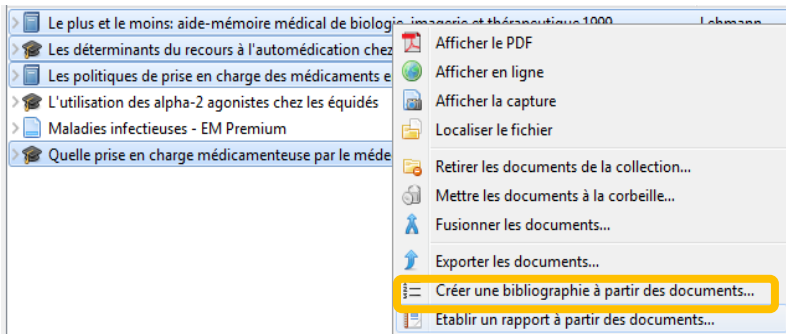 Le plus et le moins: aide-mémoire médical de biologie, imagerie et thérapeutique 1999 Lehmann
Les déterminants du recours à l'automédication chez
Les politiques de prise en charge des médicaments e
L'utilisation des alpha-2 agonistes chez les équidés
Maladies infectieuses - EM Premium
Quelle prise en charge médicamenteuse par le méde
Afficher le PDF
Afficher en ligne
Afficher la capture
Localiser le fichier
Retirer les documents de la collection...
Mettre les documents à la corbeille...
Fusionner les documents...
Exporter les documents...
Créer une bibliographie à partir des documents...
Etablir un rapport à partir des documents...